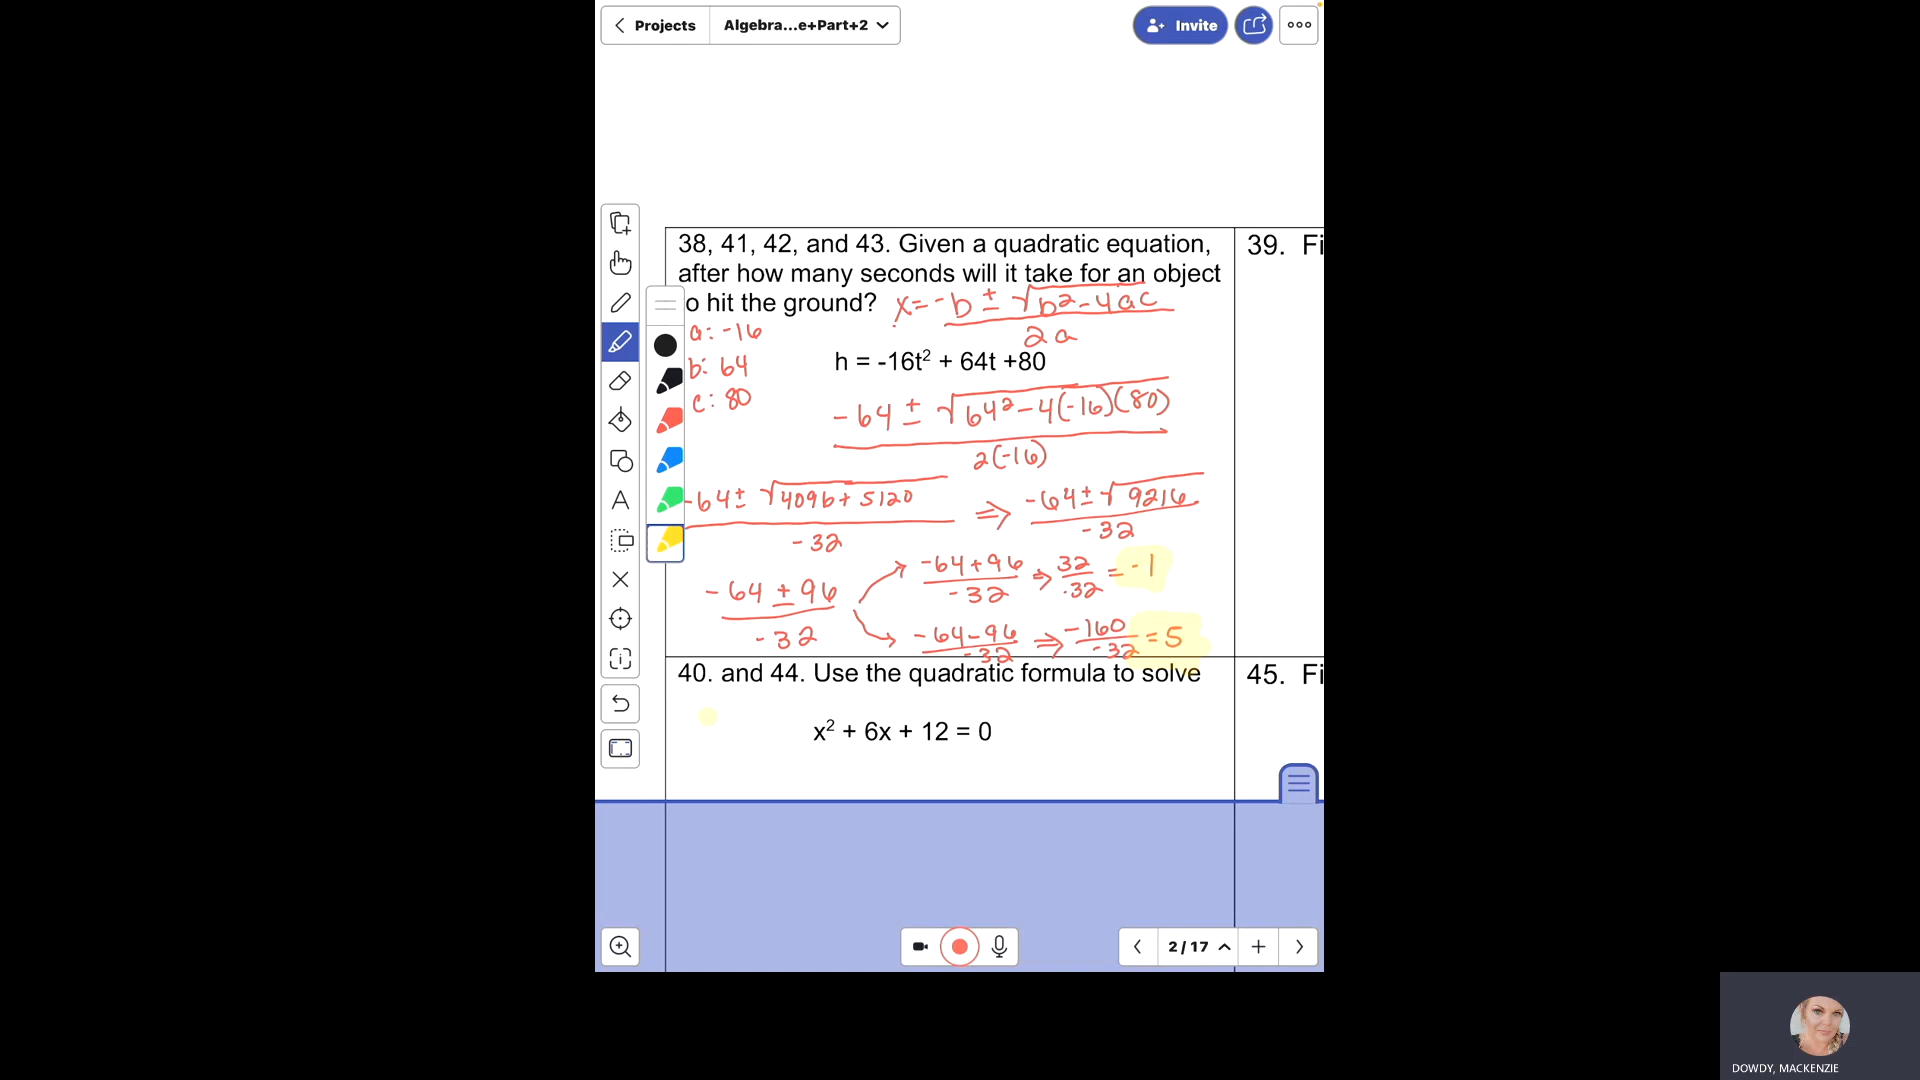 Projects
Algebra...e+Part+2
Invite
38, 41, 42, and 43. Given a quadratic equation,
after how many seconds will it take for an object
o hit the ground? x = -b ± √b² - 4ac
2a
a: -16
b: 64
c: 80
h = -16t² + 64t +80
-64 ± √64² - 4(-16)(80)
2(-16)
-64 ± √4096 + 5120 ⇒ -64 ± √9216
-32
-32
-64 ± 96
-32
-64 + 96 ⇒ 32 = -1
-32 -32
-64 - 96 ⇒ -160 = 5
-32 -32
39. Fi
40. and 44. Use the quadratic formula to solve
x² + 6x + 12 = 0
45. Fi
A
2 / 17
DOWDY, MACKENZIE